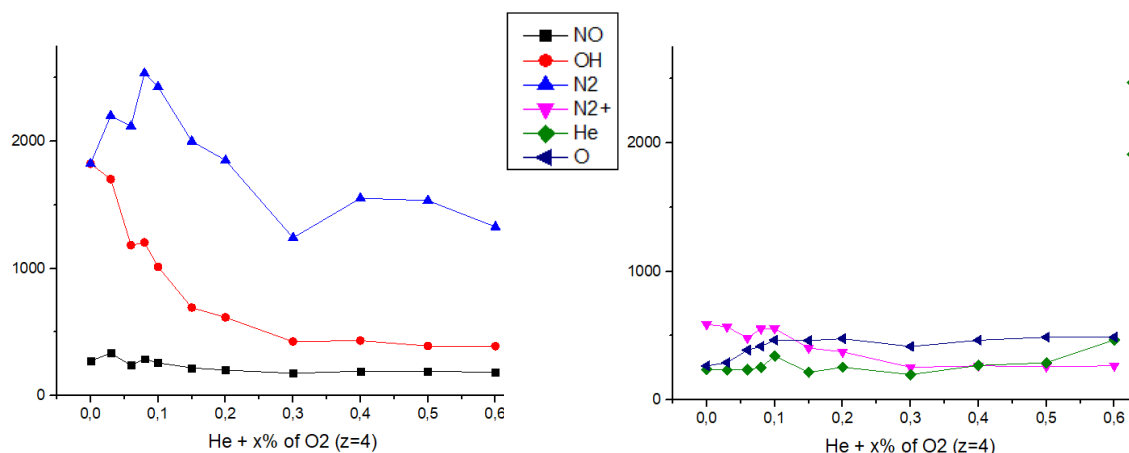 NO
OH
N2
N2+
He
O
2000
1000
0
0,0 0,1 0,2 0,3 0,4 0,5 0,6
He + x% of O2 (z=4)
2000
1000
0
0,0 0,1 0,2 0,3 0,4 0,5 0,6
He + x% of O2 (z=4)